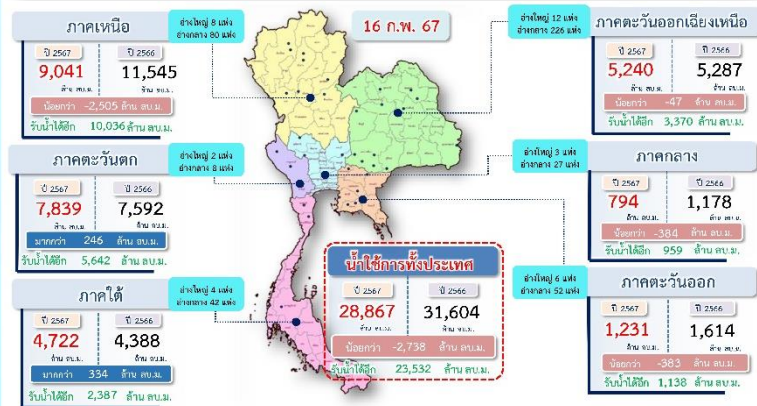 16 ก.พ. 67
ภาคเหนือ
อ่างใหญ่ 8 แห่ง
อ่างกลาง 80 แห่ง
ปี 2567 ปี 2566
9,041 11,545
ล้าน ลบ.ม. ล้าน ลบ.ม.
น้อยกว่า -2,505 ล้าน ลบ.ม.
รับน้ำได้อีก 10,036 ล้าน ลบ.ม.
อ่างใหญ่ 12 แห่ง
อ่างกลาง 226 แห่ง
ภาคตะวันออกเฉียงเหนือ
ปี 2567 ปี 2566
5,240 5,287
ล้าน ลบ.ม. ล้าน ลบ.ม.
น้อยกว่า -47 ล้าน ลบ.ม.
รับน้ำได้อีก 3,370 ล้าน ลบ.ม.
ภาคตะวันตก
อ่างใหญ่ 2 แห่ง
อ่างกลาง 8 แห่ง
ปี 2567 ปี 2566
7,839 7,592
ล้าน ลบ.ม. ล้าน ลบ.ม.
มากกว่า 246 ล้าน ลบ.ม.
รับน้ำได้อีก 5,642 ล้าน ลบ.ม.
อ่างใหญ่ 3 แห่ง
อ่างกลาง 27 แห่ง
ภาคกลาง
ปี 2567 ปี 2566
794 1,178
ล้าน ลบ.ม. ล้าน ลบ.ม.
น้อยกว่า -384 ล้าน ลบ.ม.
รับน้ำได้อีก 959 ล้าน ลบ.ม.
ภาคใต้
อ่างใหญ่ 4 แห่ง
อ่างกลาง 42 แห่ง
ปี 2567 ปี 2566
4,722 4,388
ล้าน ลบ.ม. ล้าน ลบ.ม.
มากกว่า 334 ล้าน ลบ.ม.
รับน้ำได้อีก 2,387 ล้าน ลบ.ม.
น้ำใช้การทั้งประเทศ
ปี 2567 ปี 2566
28,867 31,604
ล้าน ลบ.ม. ล้าน ลบ.ม.
น้อยกว่า -2,738 ล้าน ลบ.ม.
รับน้ำได้อีก 23,532 ล้าน ลบ.ม.
อ่างใหญ่ 6 แห่ง
อ่างกลาง 52 แห่ง
ภาคตะวันออก
ปี 2567 ปี 2566
1,231 1,614
ล้าน ลบ.ม. ล้าน ลบ.ม.
น้อยกว่า -383 ล้าน ลบ.ม.
รับน้ำได้อีก 1,138 ล้าน ลบ.ม.